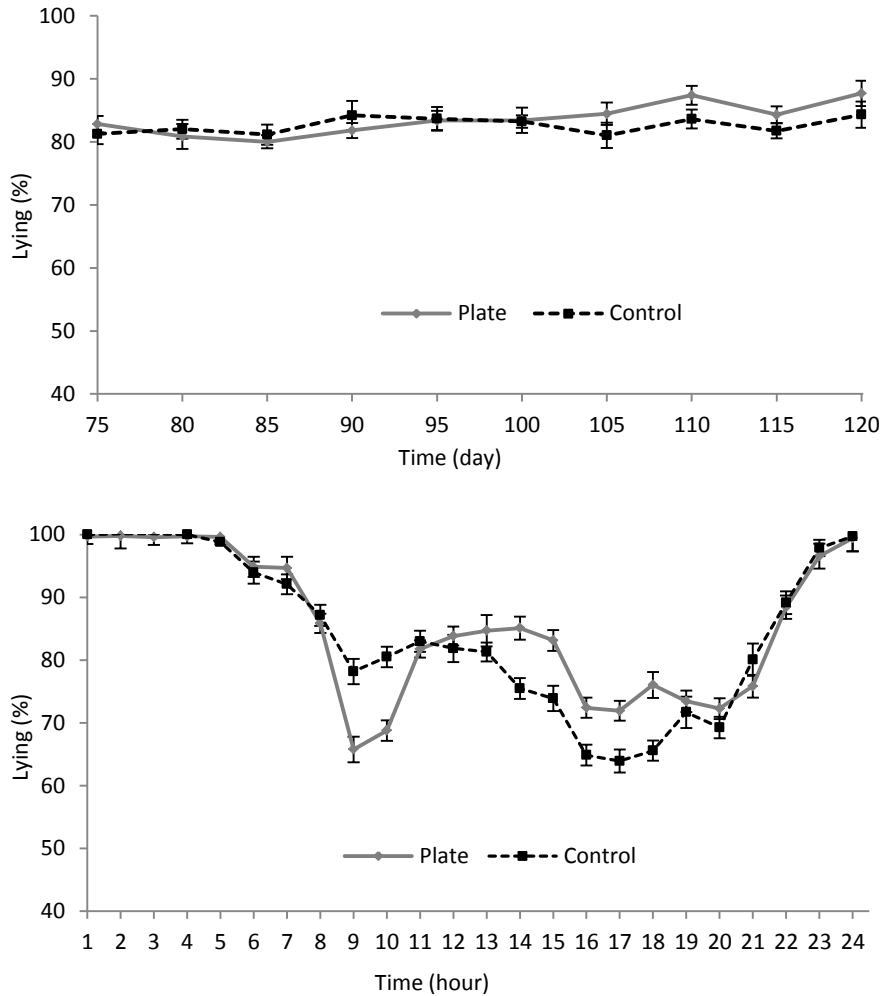 100
90
80
70
60
50
40
Lying (%)
Plate Control
75 80 85 90 95 100 105 110 115 120
Time (day)
100
90
80
70
60
50
40
Lying (%)
Plate Control
1 2 3 4 5 6 7 8 9 10 11 12 13 14 15 16 17 18 19 20 21 22 23 24
Time (hour)